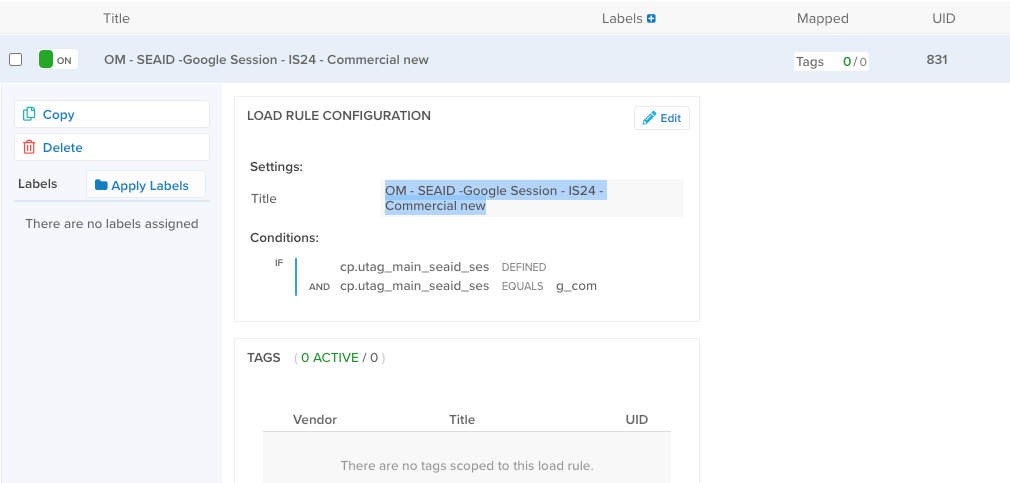 Title Labels Mapped UID
ON OM - SEAID -Google Session - IS24 - Commercial new Tags 0/0 831
Copy
Delete
Labels Apply Labels
There are no labels assigned
LOAD RULE CONFIGURATION Edit
Settings:
Title OM - SEAID -Google Session - IS24 -
Commercial new
Conditions:
IF cp.utag_main_seaid_ses DEFINED
AND cp.utag_main_seaid_ses EQUALS g_com
TAGS ( 0 ACTIVE / 0 )
Vendor Title UID
There are no tags scoped to this load rule.